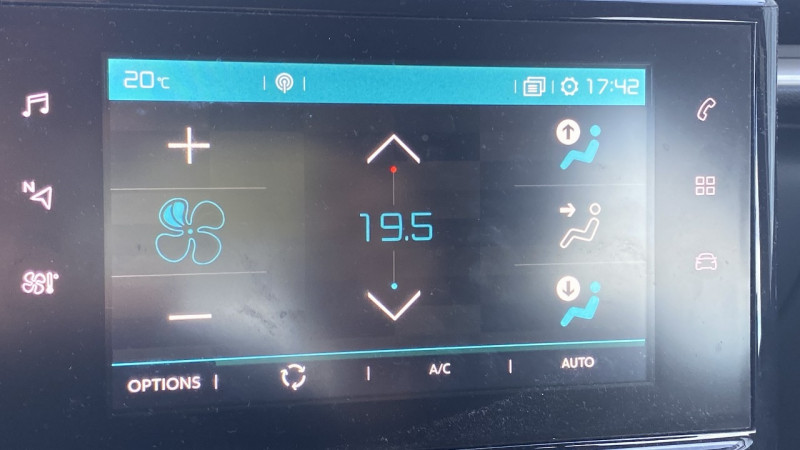 20°C 17:42
N
19.5
OPTIONS A/C AUTO